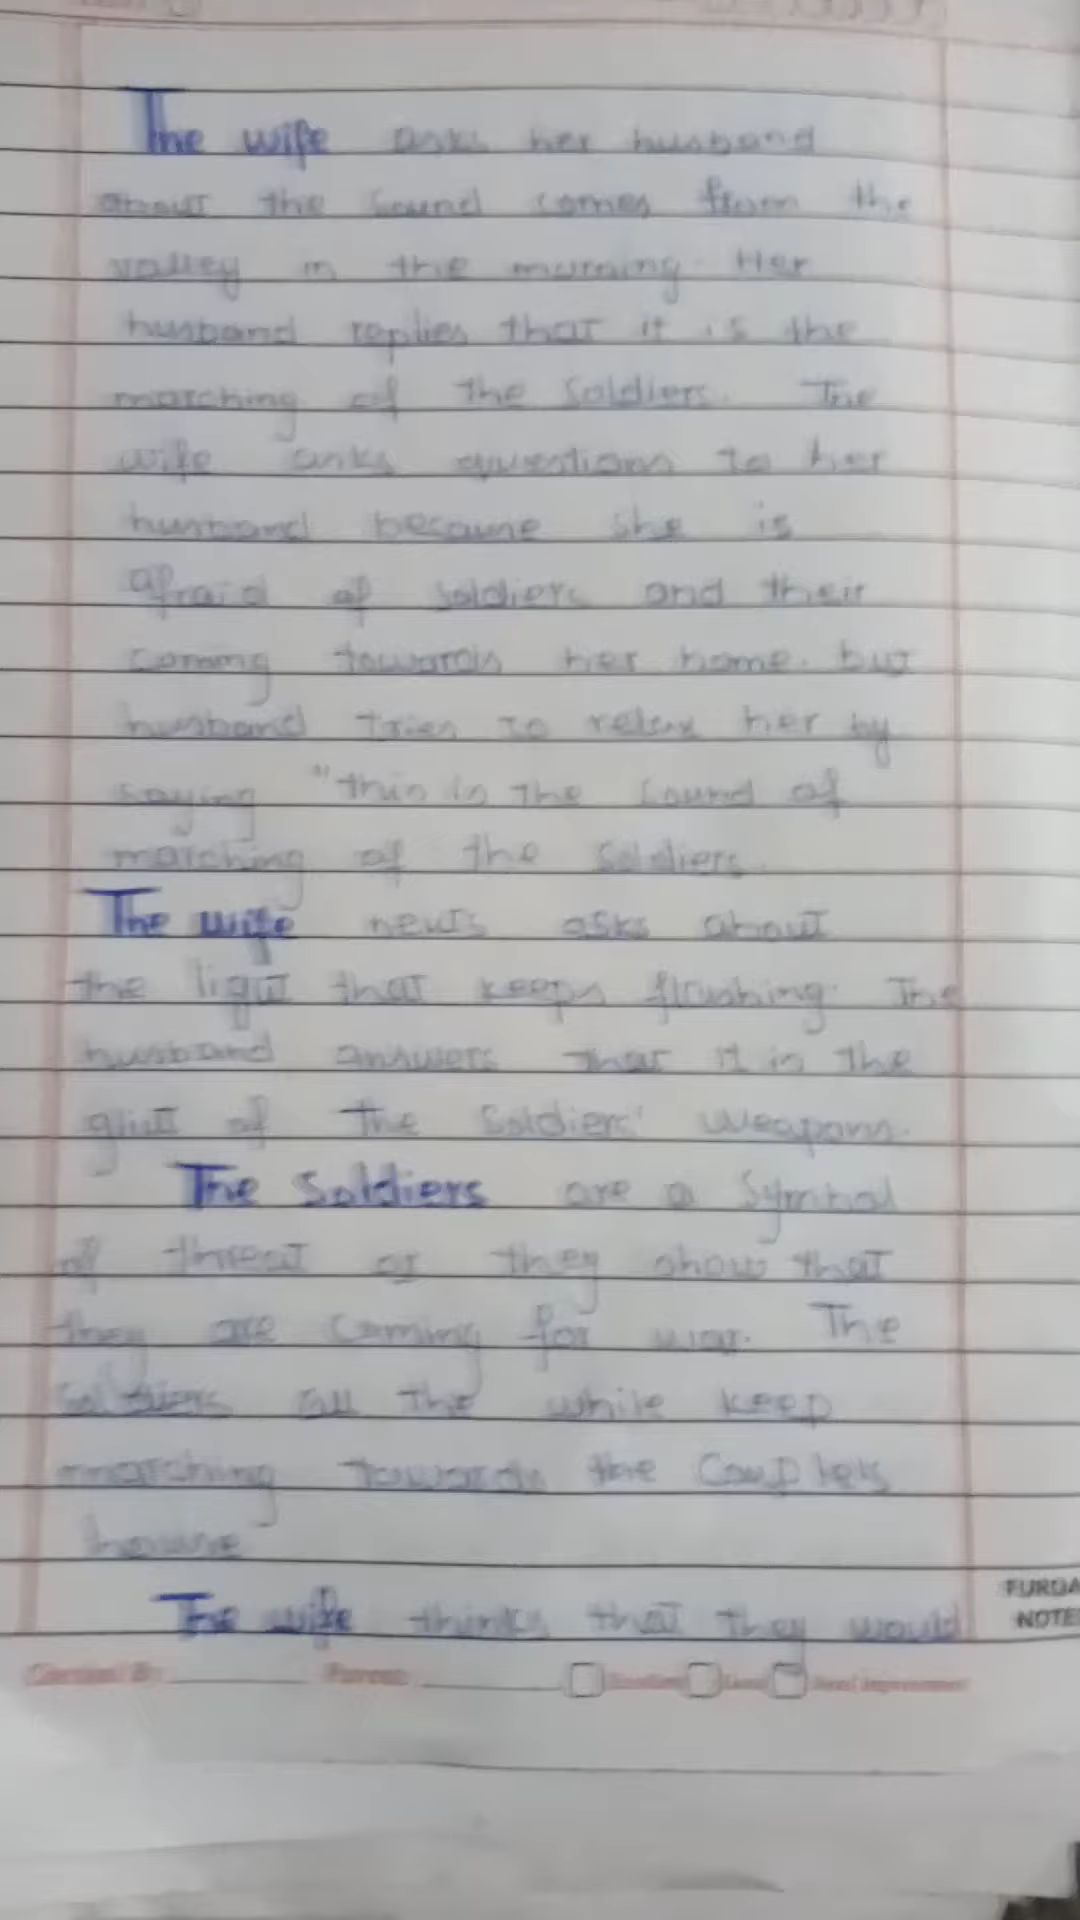 The wife asks her husband
about the Sound comes from the
valley in the morning. Her
husband replies that it is the
marching of the Soldiers. The
wife asks questions to her
husband because she is
afraid of soldiers and their
coming towards her home. but
husband tries to relax her by
saying "this is the sound of
marching of the Soldiers.
The wife asks about
the light that keeps flashing. The
husband answers that it is the
of the Soldiers' weapons.
The Soldiers are a Symbol
of threat as they show that
they are coming for war. The
soldiers all the while keep
marching towards the
house
The wife thinks that they would
FURQA
NOTE